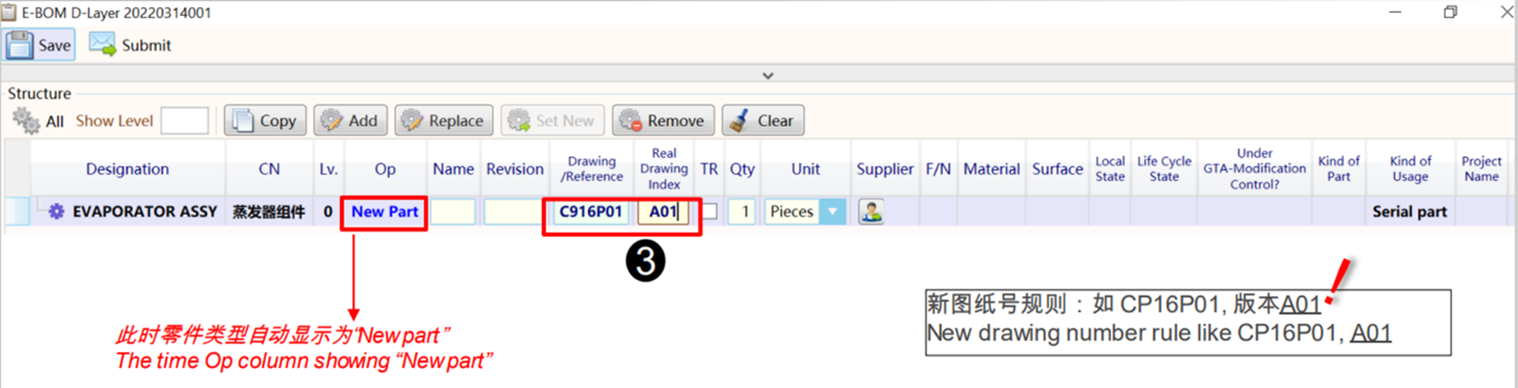 E-BOM D-Layer 20220314001
Save Submit
Structure
All Show Level Copy Add Replace Set New Remove Clear
Designation CN Lv. Op Name Revision Drawing /Reference Real Drawing Index TR Qty Unit Supplier F/N Material Surface Local State Life Cycle State Under GTA-Modification Control? Kind of Part Kind of Usage Project Name
EVAPORATOR ASSY 蒸发器组件 0 New Part C916P01 A01 1 Pieces Serial part
3
此时零件类型自动显示为“New part”
The time Op column showing “New part”
新图纸号规则：如 CP16P01, 版本A01
New drawing number rule like CP16P01, A01
!